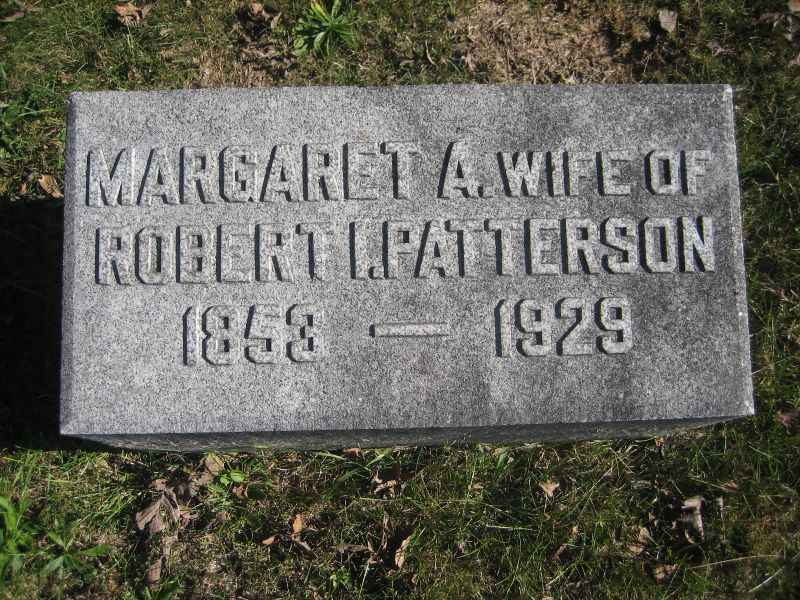 MARGARET A. WIFE OF
ROBERT I. PATTERSON
1853 — 1929